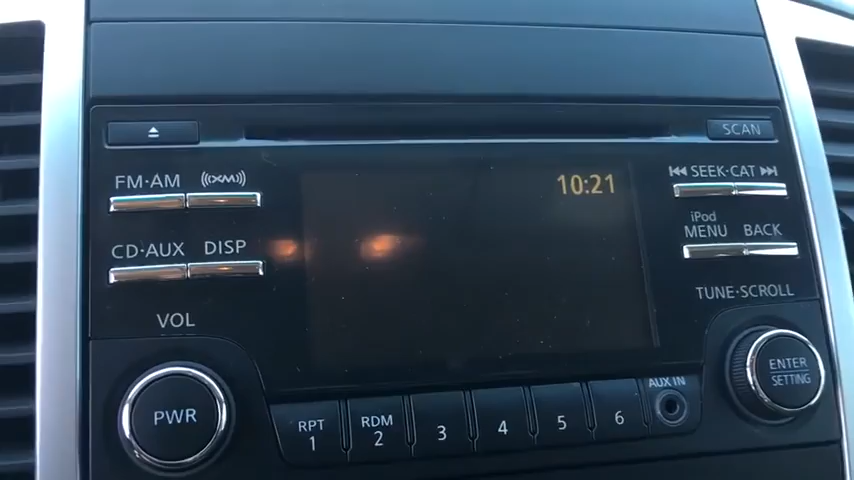 SCAN
FM·AM
XM
10:21
SEEK·CAT
iPod
MENU
BACK
CD·AUX
DISP
TUNE·SCROLL
VOL
PWR
ENTER
SETTING
AUX IN
RPT
1
RDM
2
3
4
5
6